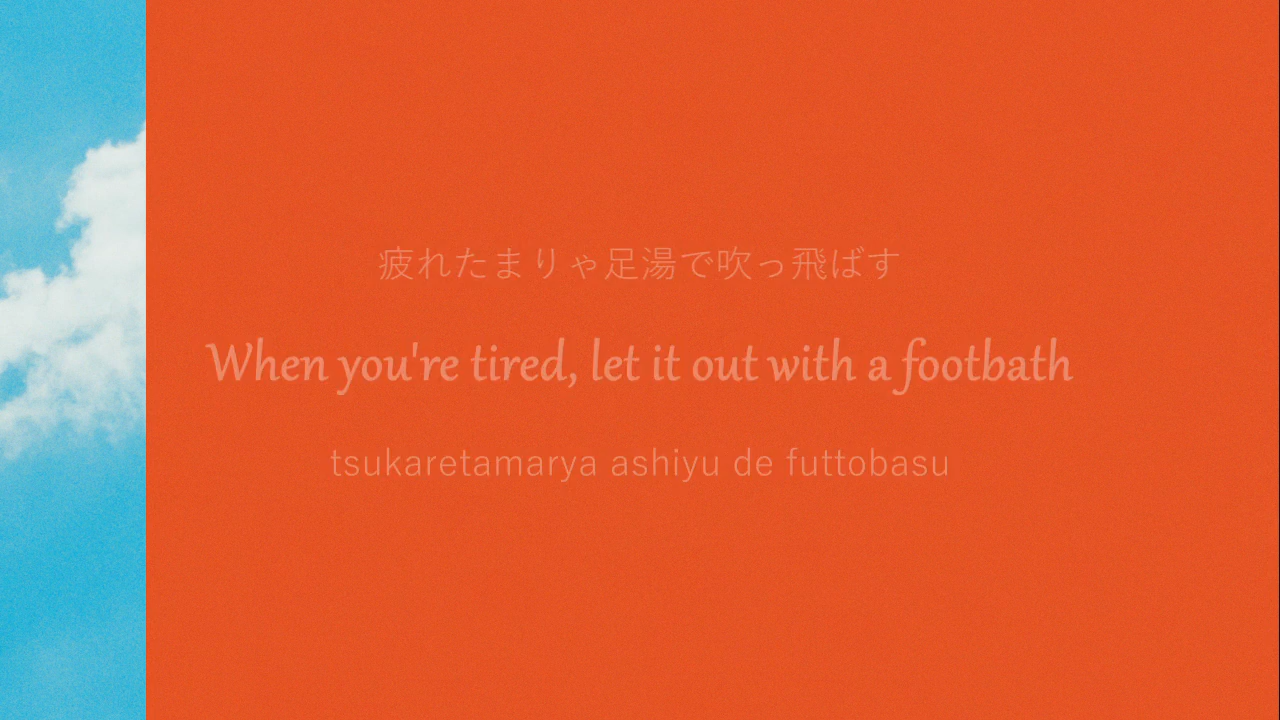 疲れたまりゃ足湯で吹っ飛ばす
When you're tired, let it out with a footbath
tsukaretamarya ashiyu de futtobasu